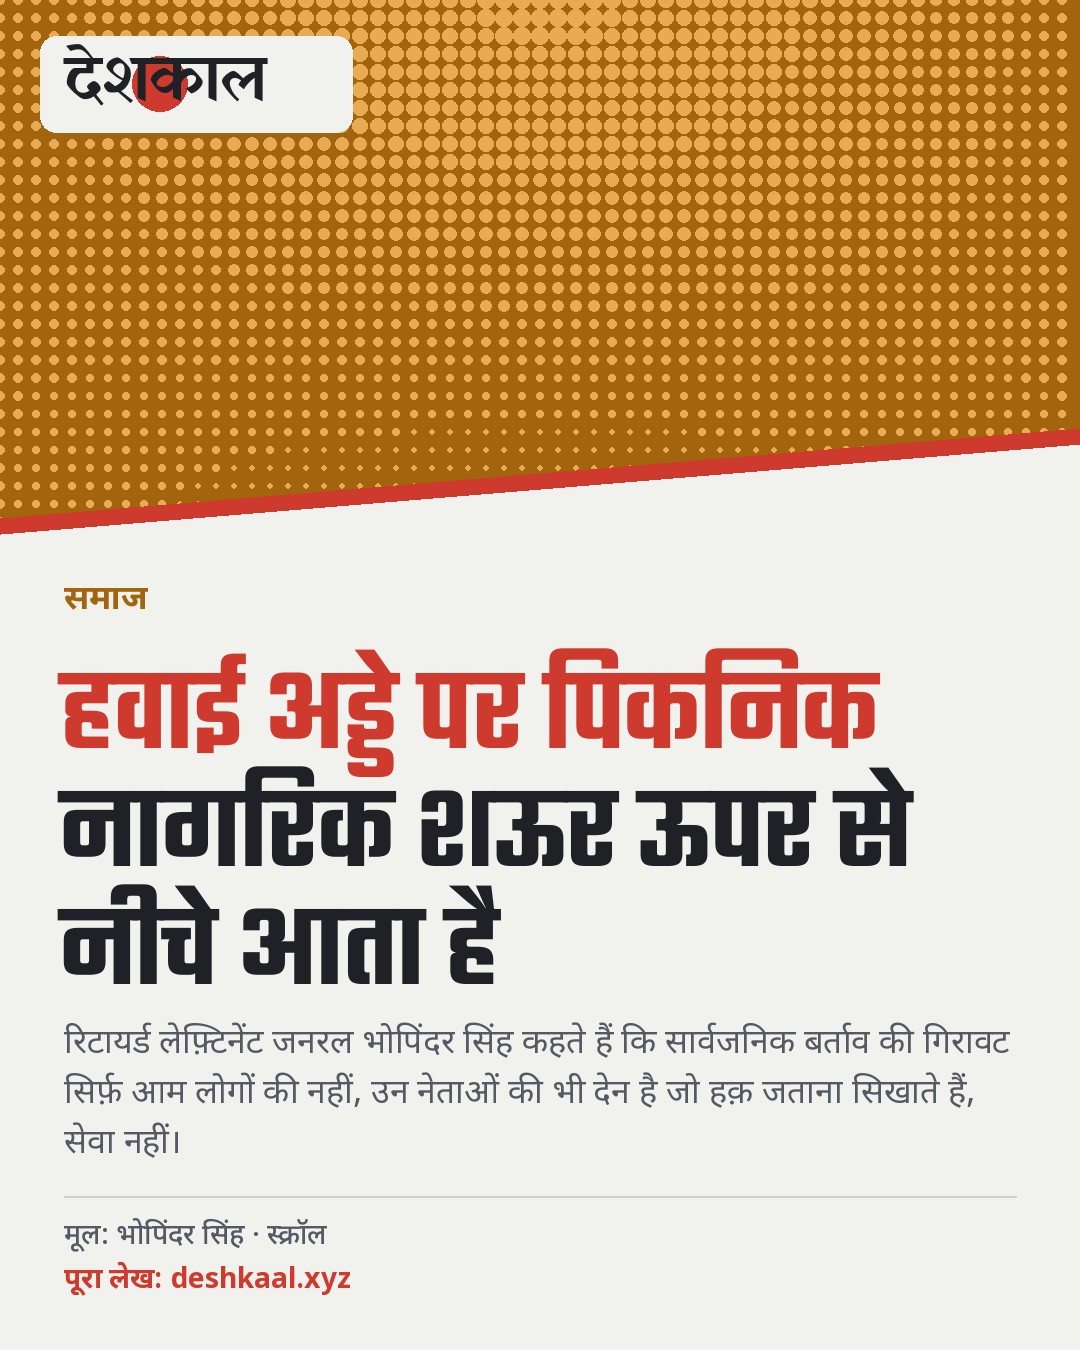 देशकाल
समाज
हवाई अड्डे पर पिकनिक
नागरिक शऊर ऊपर से
नीचे आता है
रिटायर्ड लेफ़्टिनेंट जनरल भोपिंदर सिंह कहते हैं कि सार्वजनिक बर्ताव की गिरावट
सिर्फ़ आम लोगों की नहीं, उन नेताओं की भी देन है जो हक़ जताना सिखाते हैं,
सेवा नहीं।
मूल: भोपिंदर सिंह · स्क्रॉल
पूरा लेख: deshkaal.xyz